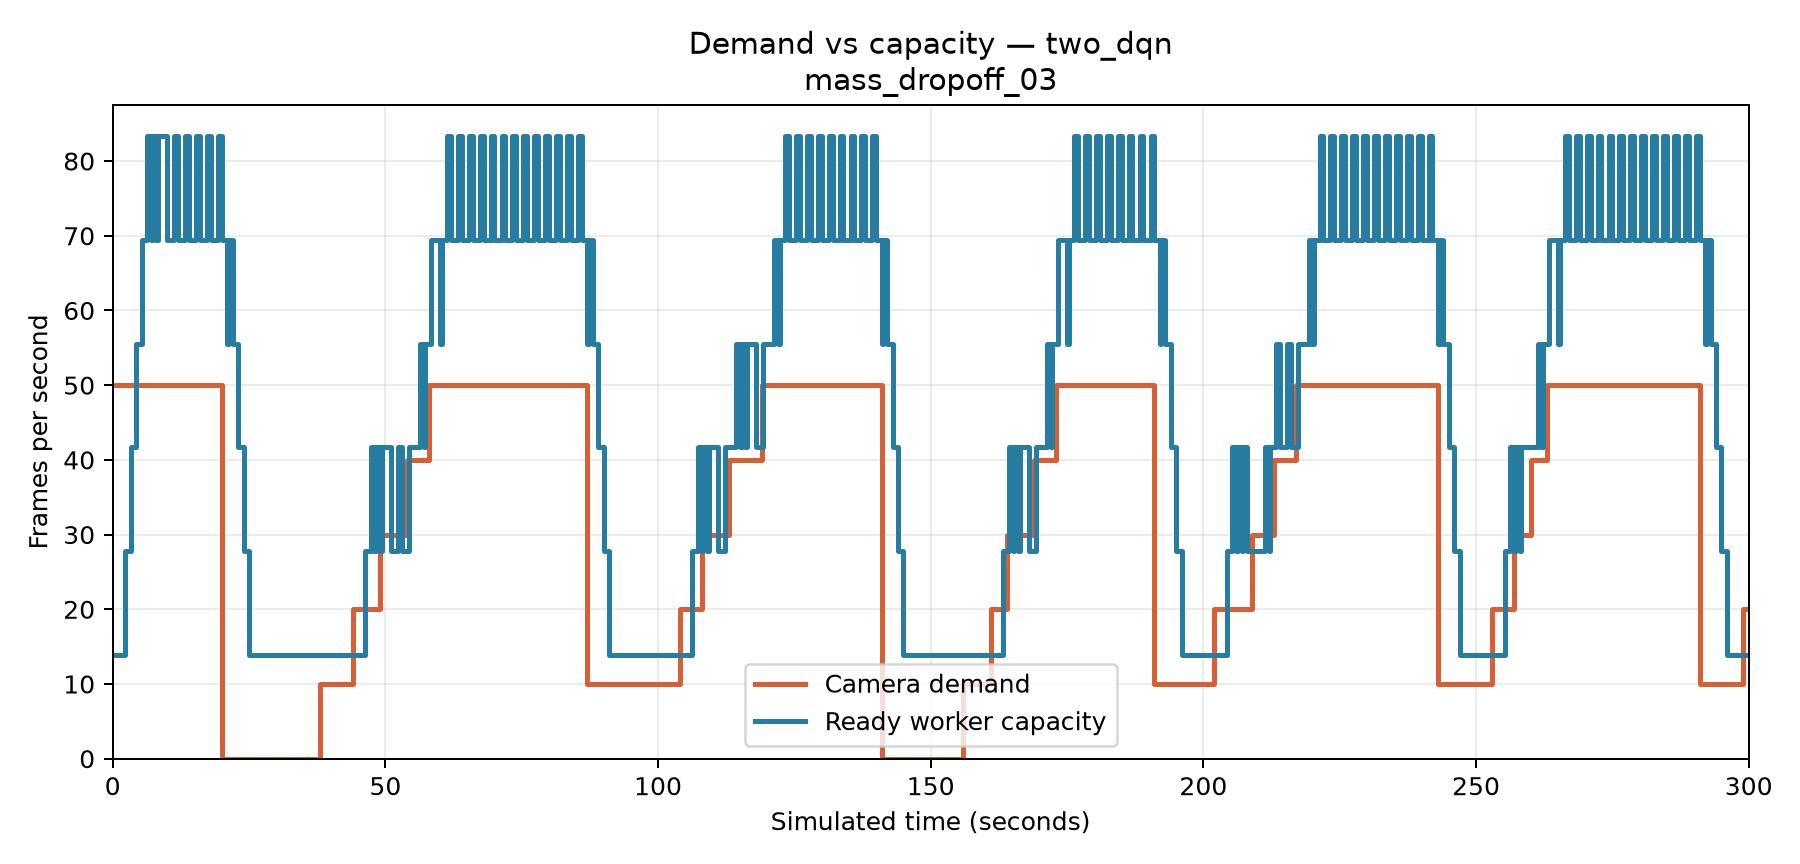 Demand vs capacity — two_dqn
mass_dropoff_03
Frames per second
80
70
60
50
40
30
20
10
0
Camera demand
Ready worker capacity
0 50 100 150 200 250 300
Simulated time (seconds)